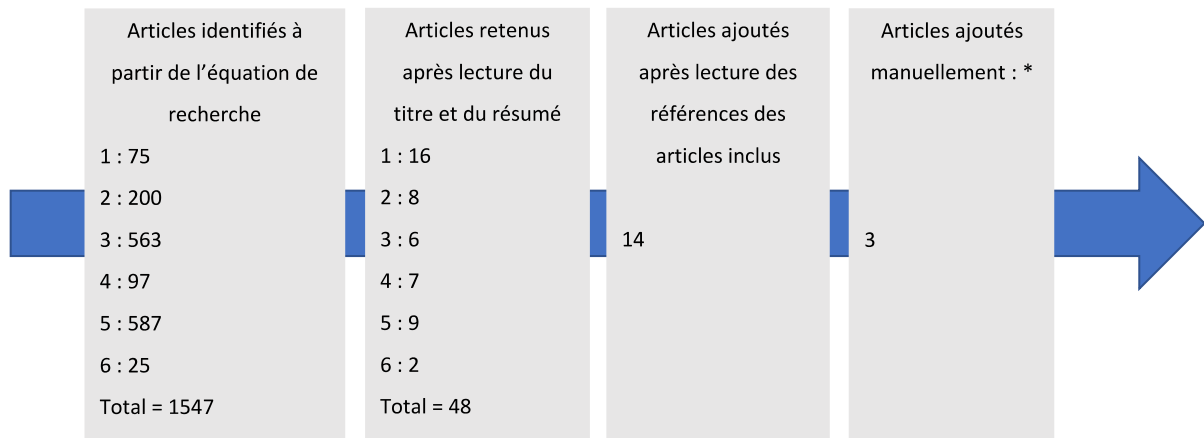 Articles identifiés à
partir de l’équation de
recherche
1 : 75
2 : 200
3 : 563
4 : 97
5 : 587
6 : 25
Total = 1547
Articles retenus
après lecture du
titre et du résumé
1 : 16
2 : 8
3 : 6
4 : 7
5 : 9
6 : 2
Total = 48
Articles ajoutés
après lecture des
références des
articles inclus
14
Articles ajoutés
manuellement : *
3